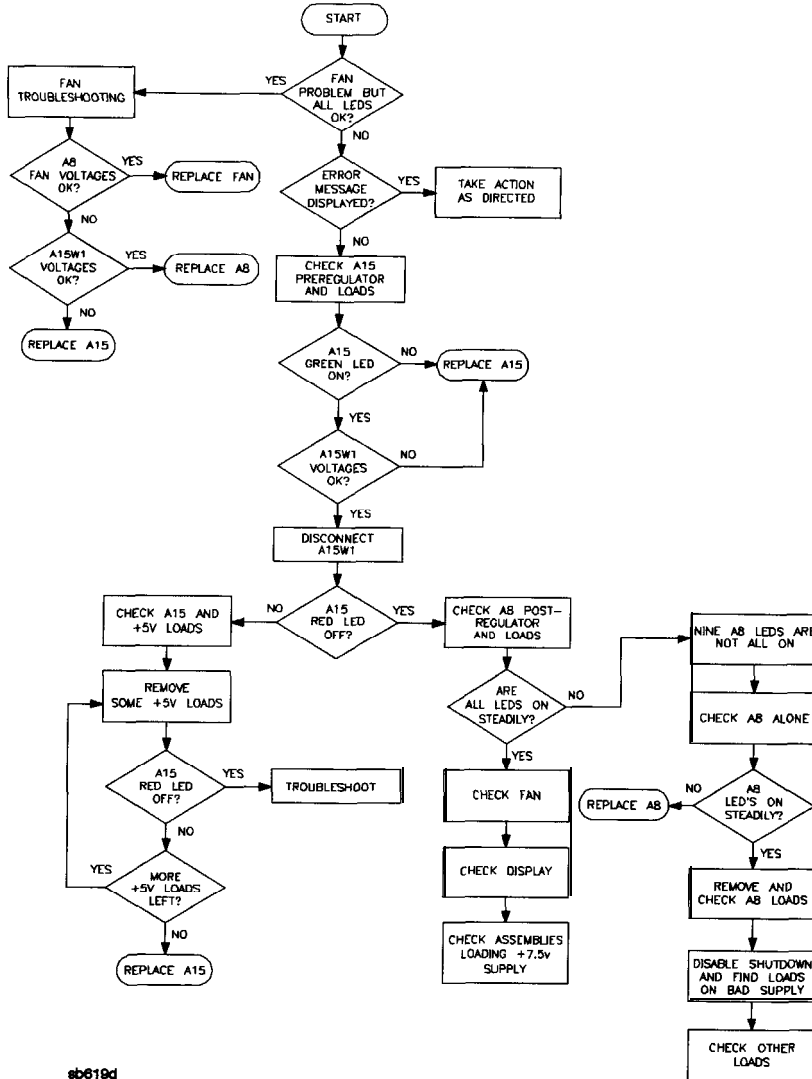 START
FAN
PROBLEM BUT
ALL LEDS
OK?
YES
NO
FAN
TROUBLESHOOTING
A8
FAN VOLTAGES
OK?
YES
REPLACE FAN
NO
A15W1
VOLTAGES
OK?
YES
REPLACE A8
NO
REPLACE A15
ERROR
MESSAGE
DISPLAYED?
YES
TAKE ACTION
AS DIRECTED
NO
CHECK A15
PREREGULATOR
AND LOADS
A15
GREEN LED
ON?
NO
REPLACE A15
YES
A15W1
VOLTAGES
OK?
NO
YES
DISCONNECT
A15W1
A15
RED LED
OFF?
NO
YES
CHECK A15 AND
+5V LOADS
REMOVE
SOME +5V LOADS
A15
RED LED
OFF?
YES
TROUBLESHOOT
NO
MORE
+5V LOADS
LEFT?
YES
NO
REPLACE A15
CHECK A8 POST-
REGULATOR
AND LOADS
ARE
ALL LEDS ON
STEADILY?
NO
YES
CHECK FAN
CHECK DISPLAY
CHECK ASSEMBLIES
LOADING +7.5v
SUPPLY
NINE A8 LEDS ARE
NOT ALL ON
CHECK A8 ALONE
A8
LED'S ON
STEADILY?
NO
REPLACE A8
YES
REMOVE AND
CHECK A8 LOADS
DISABLE SHUTDOWN
AND FIND LOADS
ON BAD SUPPLY
CHECK OTHER
LOADS
sb619d